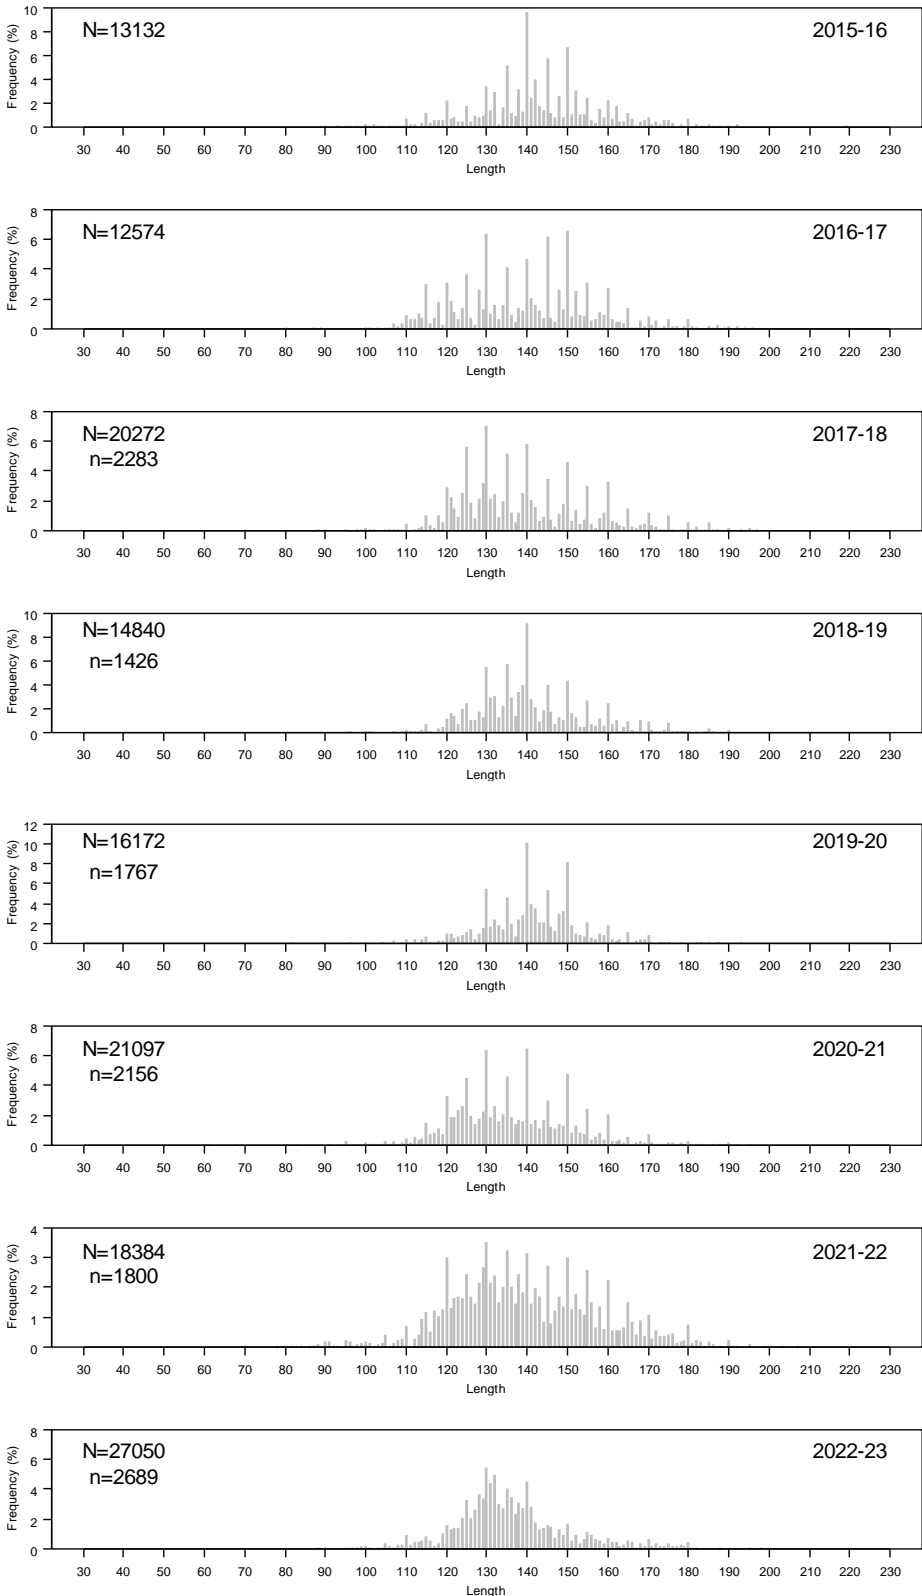 Frequency (%)
10
8
6
4
2
0
N=13132
2015-16
30 40 50 60 70 80 90 100 110 120 130 140 150 160 170 180 190 200 210 220 230
Length
Frequency (%)
8
6
4
2
0
N=12574
2016-17
30 40 50 60 70 80 90 100 110 120 130 140 150 160 170 180 190 200 210 220 230
Length
Frequency (%)
8
6
4
2
0
N=20272
2017-18
n=2283
30 40 50 60 70 80 90 100 110 120 130 140 150 160 170 180 190 200 210 220 230
Length
Frequency (%)
10
8
6
4
2
0
N=14840
2018-19
n=1426
30 40 50 60 70 80 90 100 110 120 130 140 150 160 170 180 190 200 210 220 230
Length
Frequency (%)
12
10
8
6
4
2
0
N=16172
2019-20
n=1767
30 40 50 60 70 80 90 100 110 120 130 140 150 160 170 180 190 200 210 220 230
Length
Frequency (%)
8
6
4
2
0
N=21097
2020-21
n=2156
30 40 50 60 70 80 90 100 110 120 130 140 150 160 170 180 190 200 210 220 230
Length
Frequency (%)
4
3
2
1
0
N=18384
2021-22
n=1800
30 40 50 60 70 80 90 100 110 120 130 140 150 160 170 180 190 200 210 220 230
Length
Frequency (%)
8
6
4
2
0
N=27050
2022-23
n=2689
30 40 50 60 70 80 90 100 110 120 130 140 150 160 170 180 190 200 210 220 230
Length